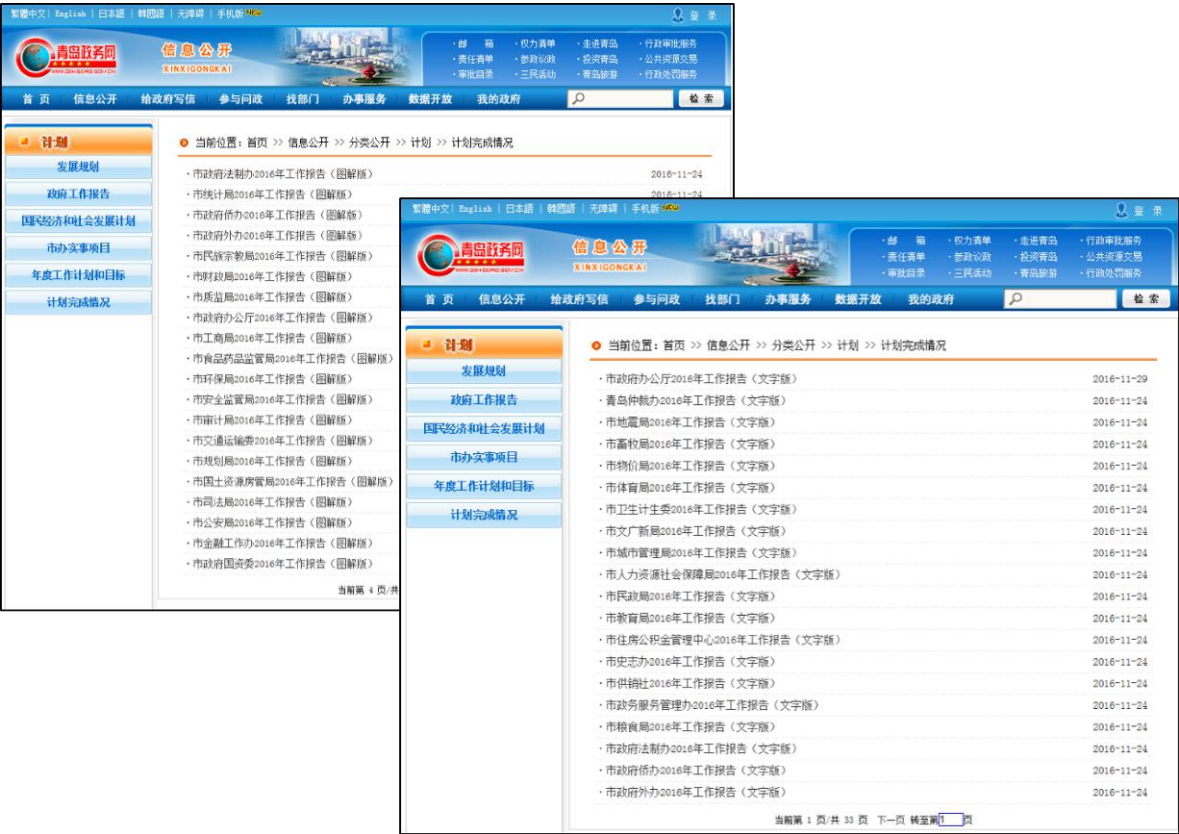 繁體中文| English | 日本語 | 韓國語 | 无障碍 | 手机版
登 录
青岛政务网
信息公开
XINXIGONGKAI
·邮 箱 ·权力清单 ·走进青岛 ·行政审批服务
·责任清单 ·参政议政 ·投资青岛 ·公共资源交易
·审批目录 ·三民活动 ·青岛旅游 ·行政处罚服务
首 页 信息公开 给政府写信 参与问政 找部门 办事服务 数据开放 我的政府 检 索
计划
发展规划
政府工作报告
国民经济和社会发展计划
市办实事项目
年度工作计划和目标
计划完成情况
当前位置：首页 >> 信息公开 >> 分类公开 >> 计划 >> 计划完成情况
·市政府法制办2016年工作报告（图解版） 2016-11-24
·市统计局2016年工作报告（图解版） 2016-11-24
·市政府侨办2016年工作报告（图解版）
·市政府外办2016年工作报告（图解版）
·市民族宗教局2016年工作报告（图解版）
·市财政局2016年工作报告（图解版）
·市质监局2016年工作报告（图解版）
·市政府办公厅2016年工作报告（图解版）
·市工商局2016年工作报告（图解版）
·市食品药品监管局2016年工作报告（图解版）
·市环保局2016年工作报告（图解版）
·市安全监管局2016年工作报告（图解版）
·市审计局2016年工作报告（图解版）
·市交通运输委2016年工作报告（图解版）
·市规划局2016年工作报告（图解版）
·市国土资源房管局2016年工作报告（图解版）
·市司法局2016年工作报告（图解版）
·市公安局2016年工作报告（图解版）
·市金融工作办2016年工作报告（图解版）
·市政府国资委2016年工作报告（图解版）
当前第 4 页/共
繁體中文| English | 日本語 | 韓國語 | 无障碍 | 手机版
登 录
青岛政务网
信息公开
XINXIGONGKAI
·邮 箱 ·权力清单 ·走进青岛 ·行政审批服务
·责任清单 ·参政议政 ·投资青岛 ·公共资源交易
·审批目录 ·三民活动 ·青岛旅游 ·行政处罚服务
首 页 信息公开 给政府写信 参与问政 找部门 办事服务 数据开放 我的政府 检 索
计划
发展规划
政府工作报告
国民经济和社会发展计划
市办实事项目
年度工作计划和目标
计划完成情况
当前位置：首页 >> 信息公开 >> 分类公开 >> 计划 >> 计划完成情况
·市政府办公厅2016年工作报告（文字版） 2016-11-29
·青岛仲裁办2016年工作报告（文字版） 2016-11-24
·市地震局2016年工作报告（文字版） 2016-11-24
·市畜牧局2016年工作报告（文字版） 2016-11-24
·市物价局2016年工作报告（文字版） 2016-11-24
·市体育局2016年工作报告（文字版） 2016-11-24
·市卫生计生委2016年工作报告（文字版） 2016-11-24
·市文广新局2016年工作报告（文字版） 2016-11-24
·市城市管理局2016年工作报告（文字版） 2016-11-24
·市人力资源社会保障局2016年工作报告（文字版） 2016-11-24
·市民政局2016年工作报告（文字版） 2016-11-24
·市教育局2016年工作报告（文字版） 2016-11-24
·市住房公积金管理中心2016年工作报告（文字版） 2016-11-24
·市史志办2016年工作报告（文字版） 2016-11-24
·市供销社2016年工作报告（文字版） 2016-11-24
·市政务服务管理办2016年工作报告（文字版） 2016-11-24
·市粮食局2016年工作报告（文字版） 2016-11-24
·市政府法制办2016年工作报告（文字版） 2016-11-24
·市政府侨办2016年工作报告（文字版） 2016-11-24
·市政府外办2016年工作报告（文字版） 2016-11-24
当前第 1 页/共 33 页 下一页 转至第1 页